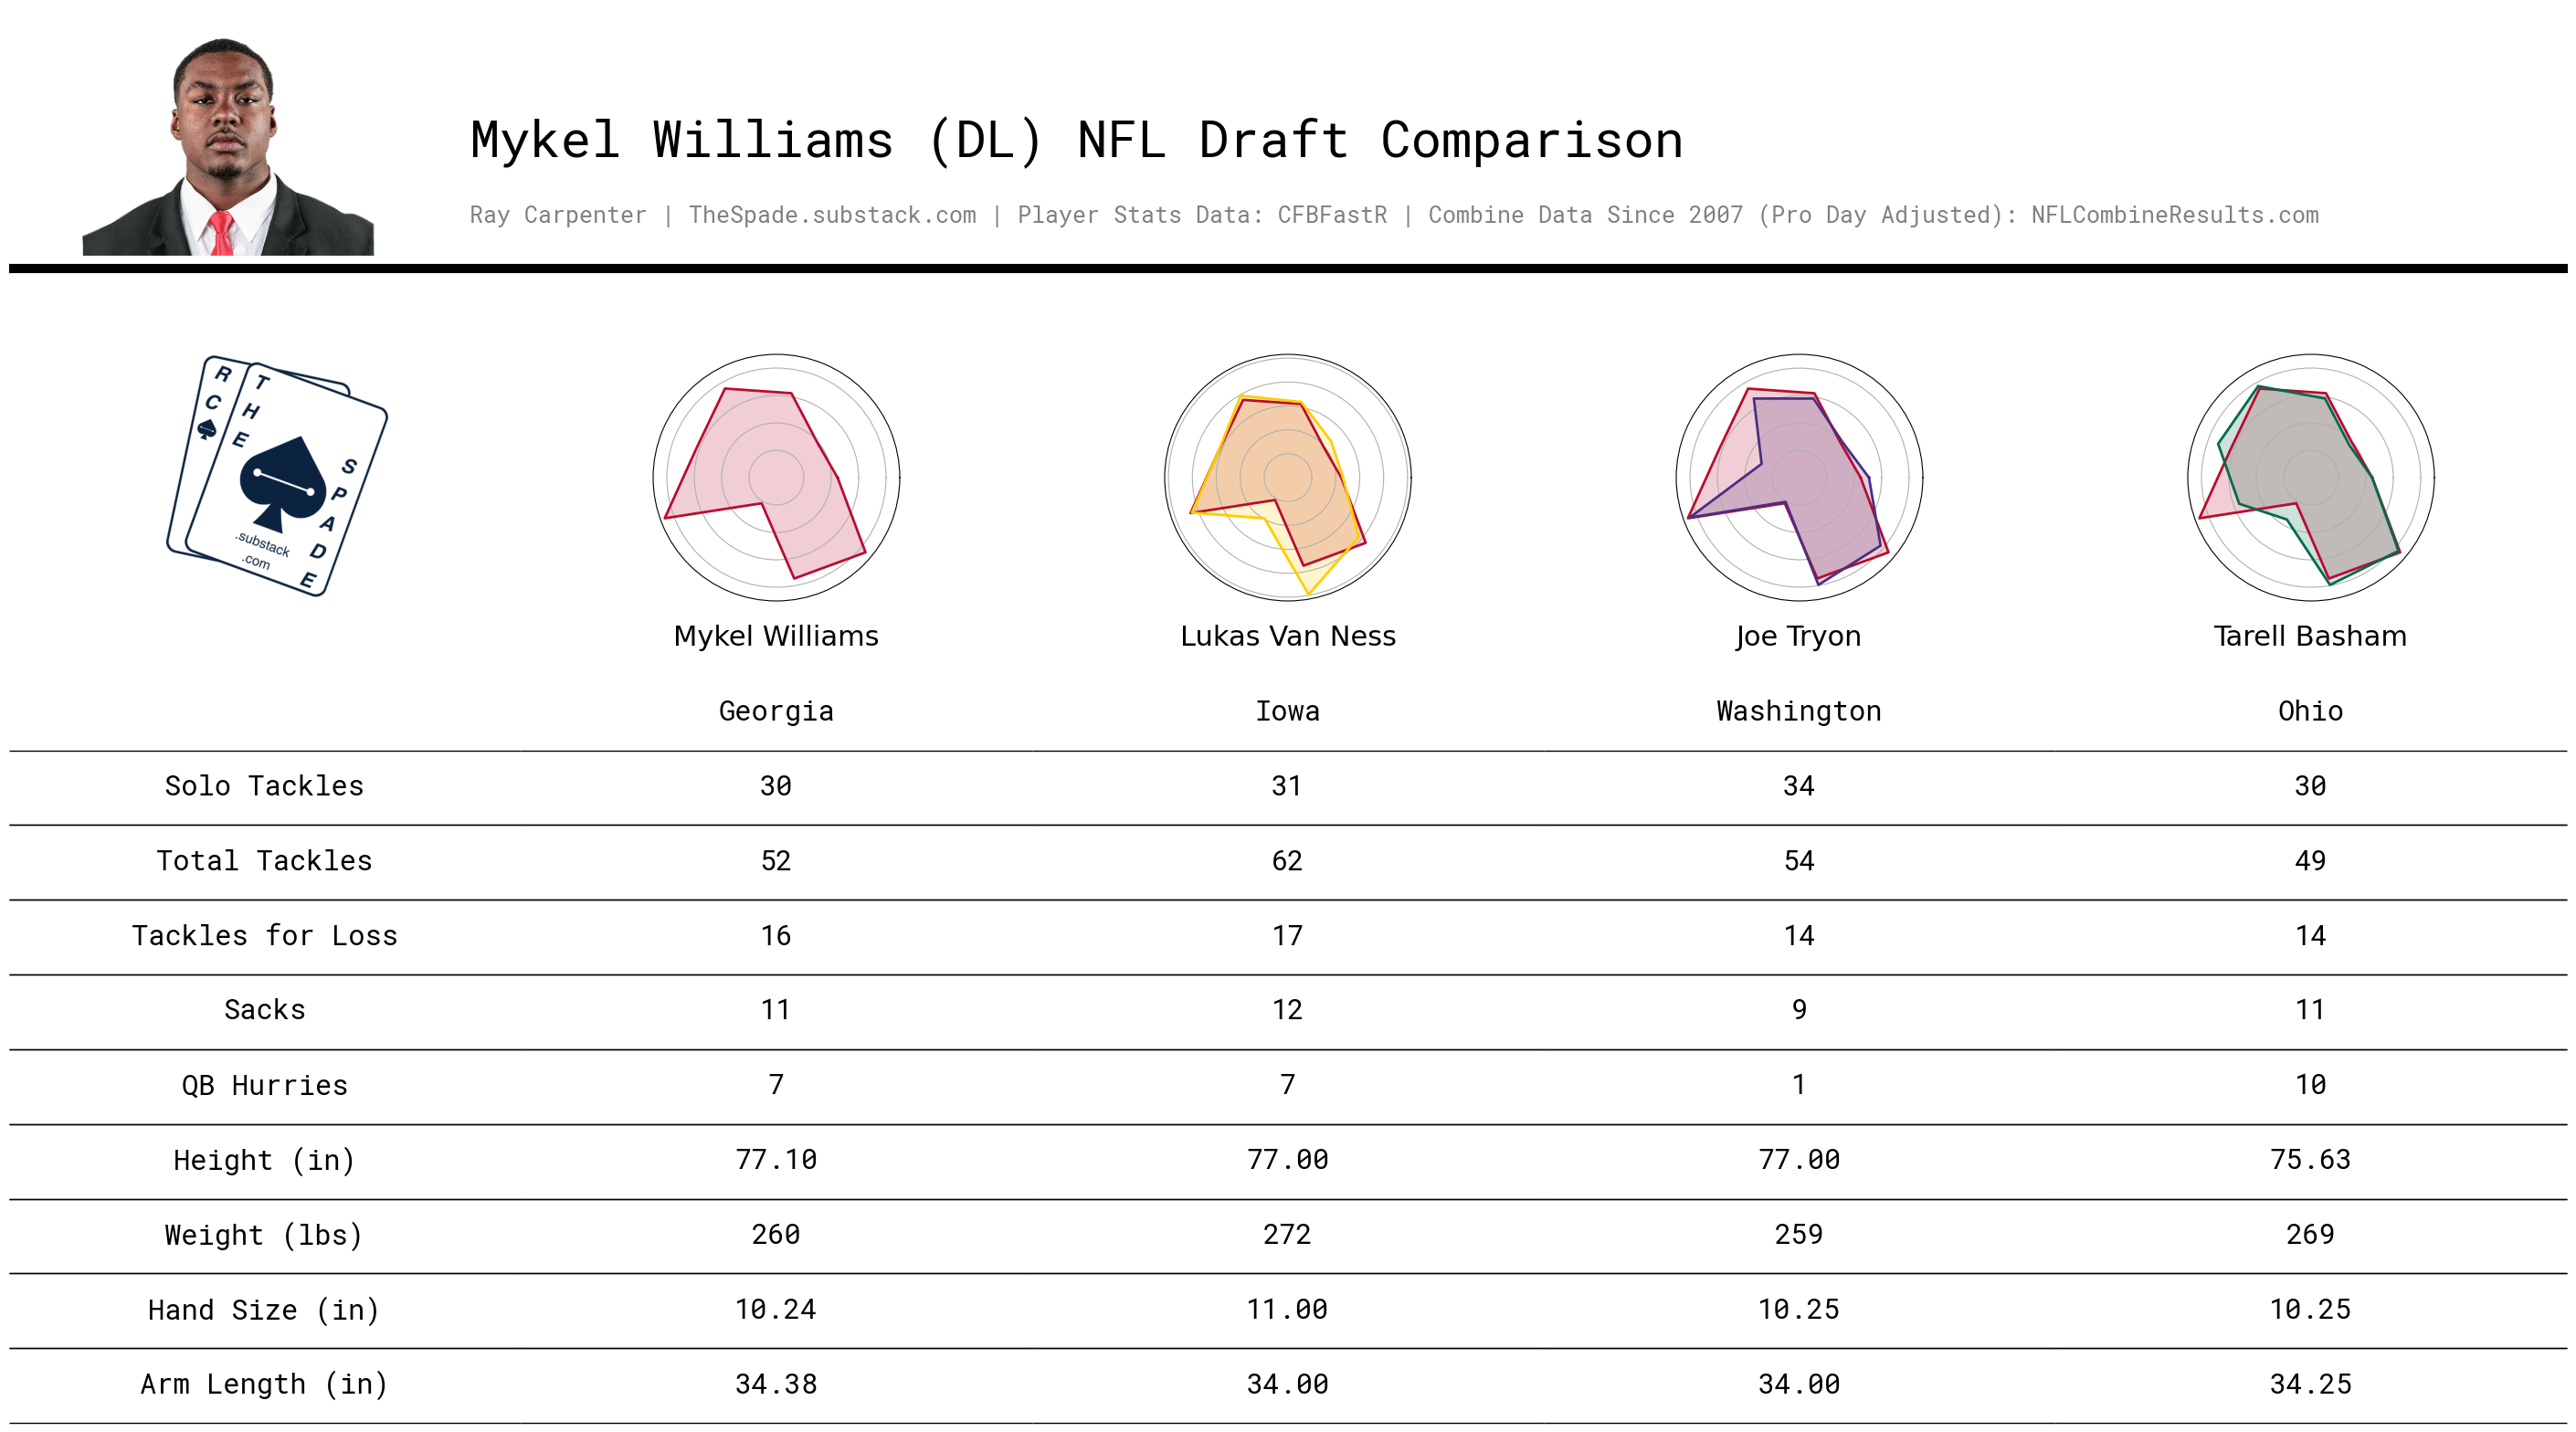 Mykel Williams (DL) NFL Draft Comparison
Ray Carpenter | TheSpade.substack.com | Player Stats Data: CFBFastR | Combine Data Since 2007 (Pro Day Adjusted): NFLCombineResults.com
RC
THE
SPADE
.substack
.com
Mykel Williams Lukas Van Ness Joe Tryon Tarell Basham
Georgia Iowa Washington Ohio
Solo Tackles 30 31 34 30
Total Tackles 52 62 54 49
Tackles for Loss 16 17 14 14
Sacks 11 12 9 11
QB Hurries 7 7 1 10
Height (in) 77.10 77.00 77.00 75.63
Weight (lbs) 260 272 259 269
Hand Size (in) 10.24 11.00 10.25 10.25
Arm Length (in) 34.38 34.00 34.00 34.25